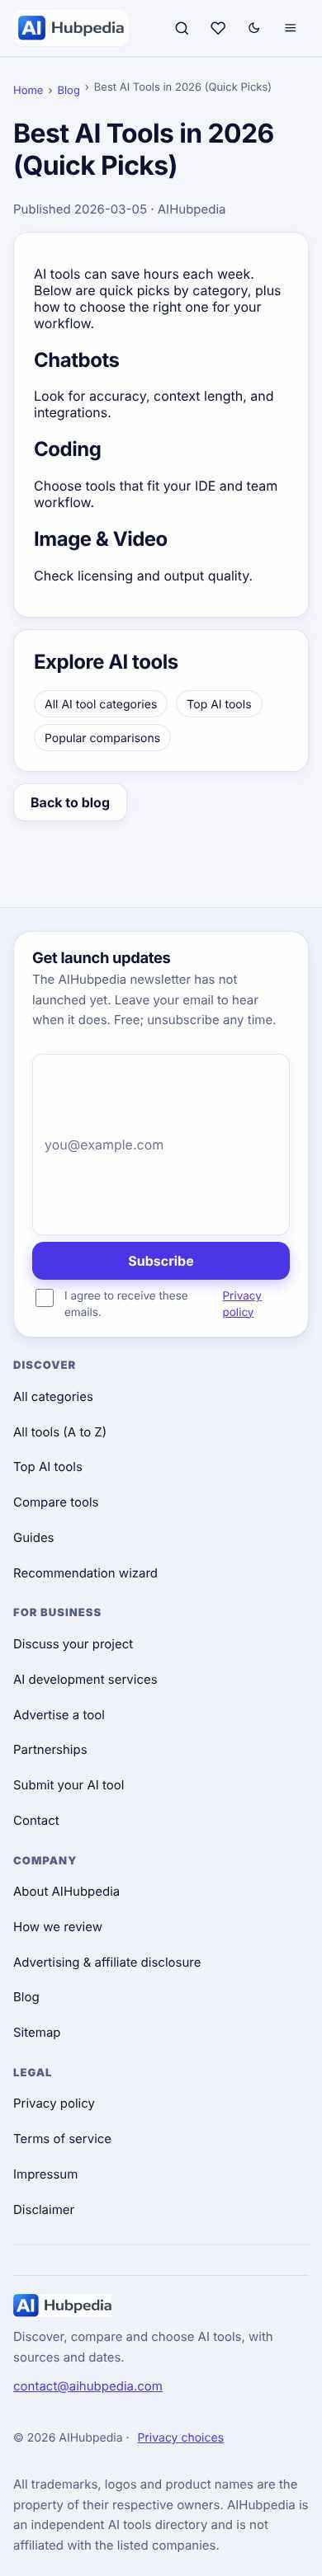 AI Hubpedia
Home › Blog › Best AI Tools in 2026 (Quick Picks)
Best AI Tools in 2026
(Quick Picks)
Published 2026-03-05 · AIHubpedia
AI tools can save hours each week.
Below are quick picks by category, plus
how to choose the right one for your
workflow.
Chatbots
Look for accuracy, context length, and
integrations.
Coding
Choose tools that fit your IDE and team
workflow.
Image & Video
Check licensing and output quality.
Explore AI tools
All AI tool categories
Top AI tools
Popular comparisons
Back to blog
Get launch updates
The AIHubpedia newsletter has not
launched yet. Leave your email to hear
when it does. Free; unsubscribe any time.
you@example.com
Subscribe
I agree to receive these
emails.
Privacy
policy
DISCOVER
All categories
All tools (A to Z)
Top AI tools
Compare tools
Guides
Recommendation wizard
FOR BUSINESS
Discuss your project
AI development services
Advertise a tool
Partnerships
Submit your AI tool
Contact
COMPANY
About AIHubpedia
How we review
Advertising & affiliate disclosure
Blog
Sitemap
LEGAL
Privacy policy
Terms of service
Impressum
Disclaimer
AI Hubpedia
Discover, compare and choose AI tools, with
sources and dates.
contact@aihubpedia.com
© 2026 AIHubpedia · Privacy choices
All trademarks, logos and product names are the
property of their respective owners. AIHubpedia is
an independent AI tools directory and is not
affiliated with the listed companies.